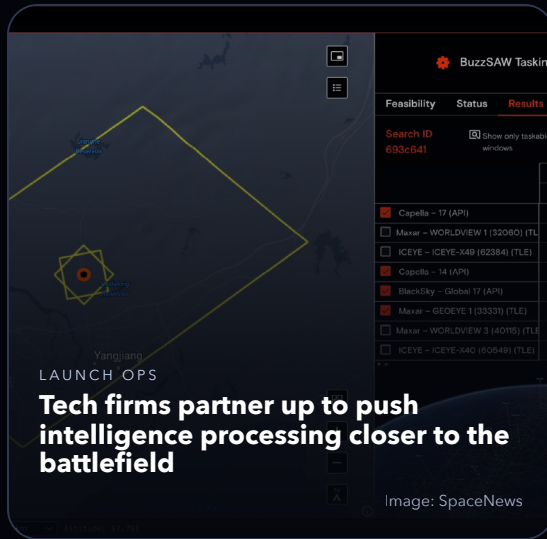 BuzzSAW Taskin
Feasibility Status Results
Search ID
693c641
Show only taskable
windows
Capella – 17 (API)
Maxar – WORLDVIEW 1 (32060) (TL
ICEYE – ICEYE-X49 (62384) (TLE)
Capella – 14 (API)
BlackSky – Global 17 (API)
Maxar – GEOEYE 1 (33331) (TLE)
Maxar – WORLDVIEW 3 (40115) (TLE)
ICEYE – ICEYE-X40 (60549) (TLE)
Yangjiang
LAUNCH OPS
Tech firms partner up to push
intelligence processing closer to the
battlefield
Image: SpaceNews